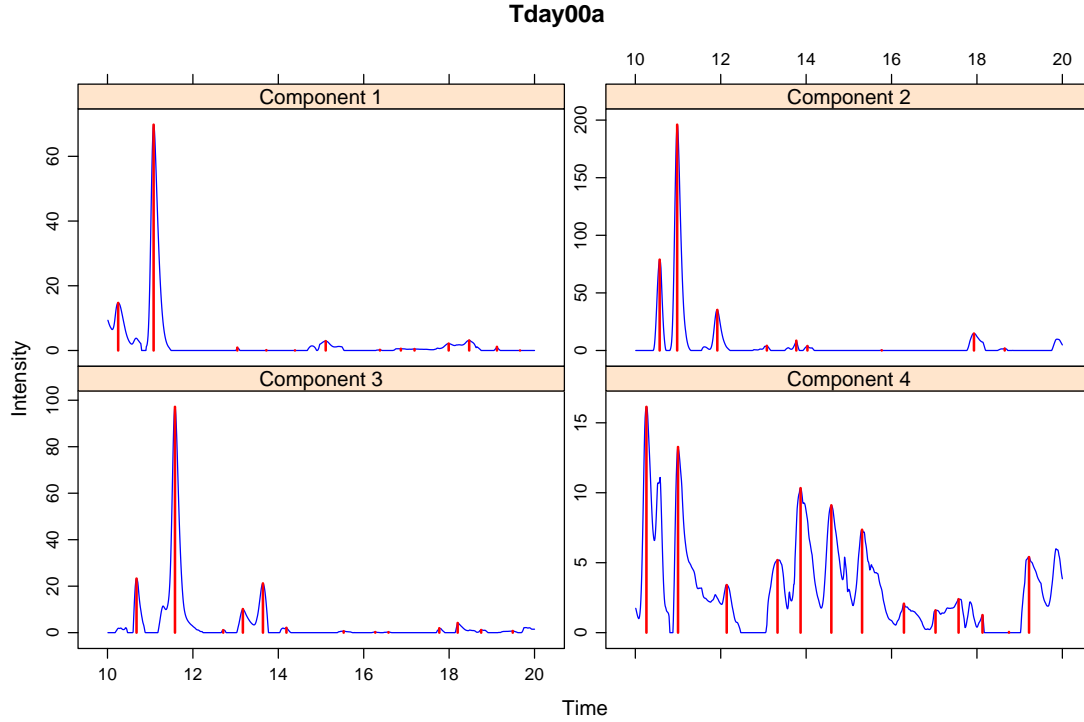 Tday00a
10 12 14 16 18 20
Component 1 Component 2
0 20 40 60
0 50 100 150 200
Component 3 Component 4
0 20 40 60 80 100
0 5 10 15
10 12 14 16 18 20
Intensity
Time